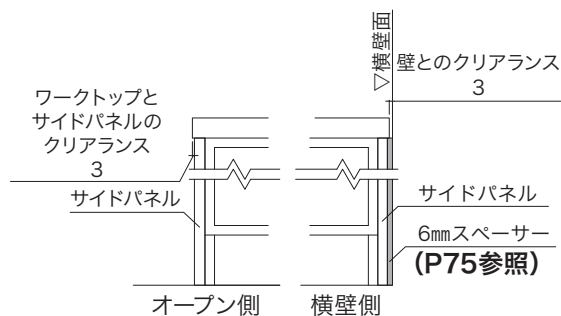 ワークトップと
サイドパネルの
クリアランス
3
サイドパネル
オープン側
▽横壁面
壁とのクリアランス
3
サイドパネル
6㎜スペーサー
(P75参照)
横壁側